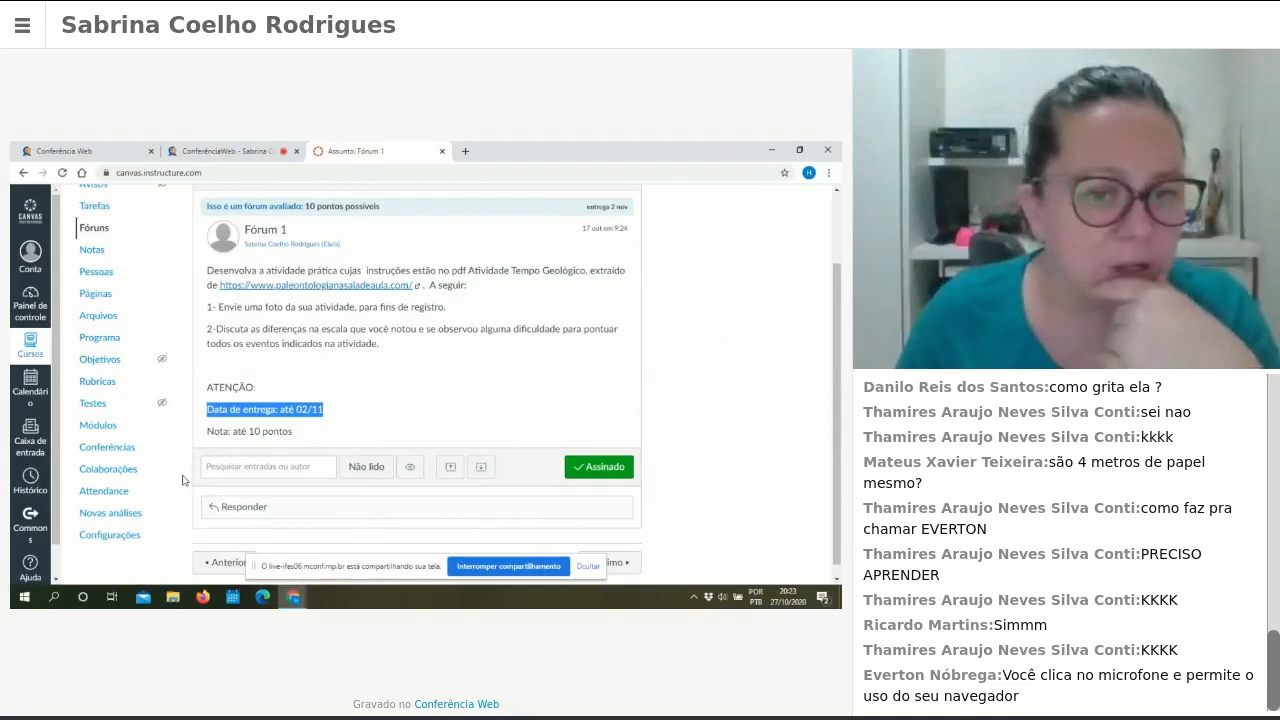 Sabrina Coelho Rodrigues
Conferência Web
ConferênciaWeb - Sabrina C
Assunto: Fórum 1
canvas.instructure.com
H
CANVAS
Conta
Painel de
controle
Cursos
Calendári
o
Caixa de
entrada
Histórico
Common
s
Ajuda
Avisos
Tarefas
Fóruns
Notas
Pessoas
Páginas
Arquivos
Programa
Objetivos
Rubricas
Testes
Módulos
Conferências
Colaborações
Attendance
Novas análises
Configurações
Isso é um fórum avaliado: 10 pontos possíveis
entrega 2 nov
Fórum 1
17 out em 9:24
Sabrina Coelho Rodrigues (Ela/a)
Desenvolva a atividade prática cujas instruções estão no pdf Atividade Tempo Geológico, extraído
de https://www.paleontologianasaladeaula.com/ . A seguir:
1- Envie uma foto da sua atividade, para fins de registro.
2-Discuta as diferenças na escala que você notou e se observou alguma dificuldade para pontuar
todos os eventos indicados na atividade.
ATENÇÃO:
Data de entrega: até 02/11
Nota: até 10 pontos
Pesquisar entradas ou autor
Não lido
Assinado
Responder
Anterior
imo
O live-ifes06.mconf.rnp.br está compartilhando sua tela.
Interromper compartilhamento
Ocultar
POR
PTB
20:23
27/10/2020
2
Gravado no Conferência Web
Danilo Reis dos Santos:como grita ela ?
Thamires Araujo Neves Silva Conti:sei nao
Thamires Araujo Neves Silva Conti:kkkk
Mateus Xavier Teixeira:são 4 metros de papel
mesmo?
Thamires Araujo Neves Silva Conti:como faz pra
chamar EVERTON
Thamires Araujo Neves Silva Conti:PRECISO
APRENDER
Thamires Araujo Neves Silva Conti:KKKK
Ricardo Martins:Simmm
Thamires Araujo Neves Silva Conti:KKKK
Everton Nóbrega:Você clica no microfone e permite o
uso do seu navegador